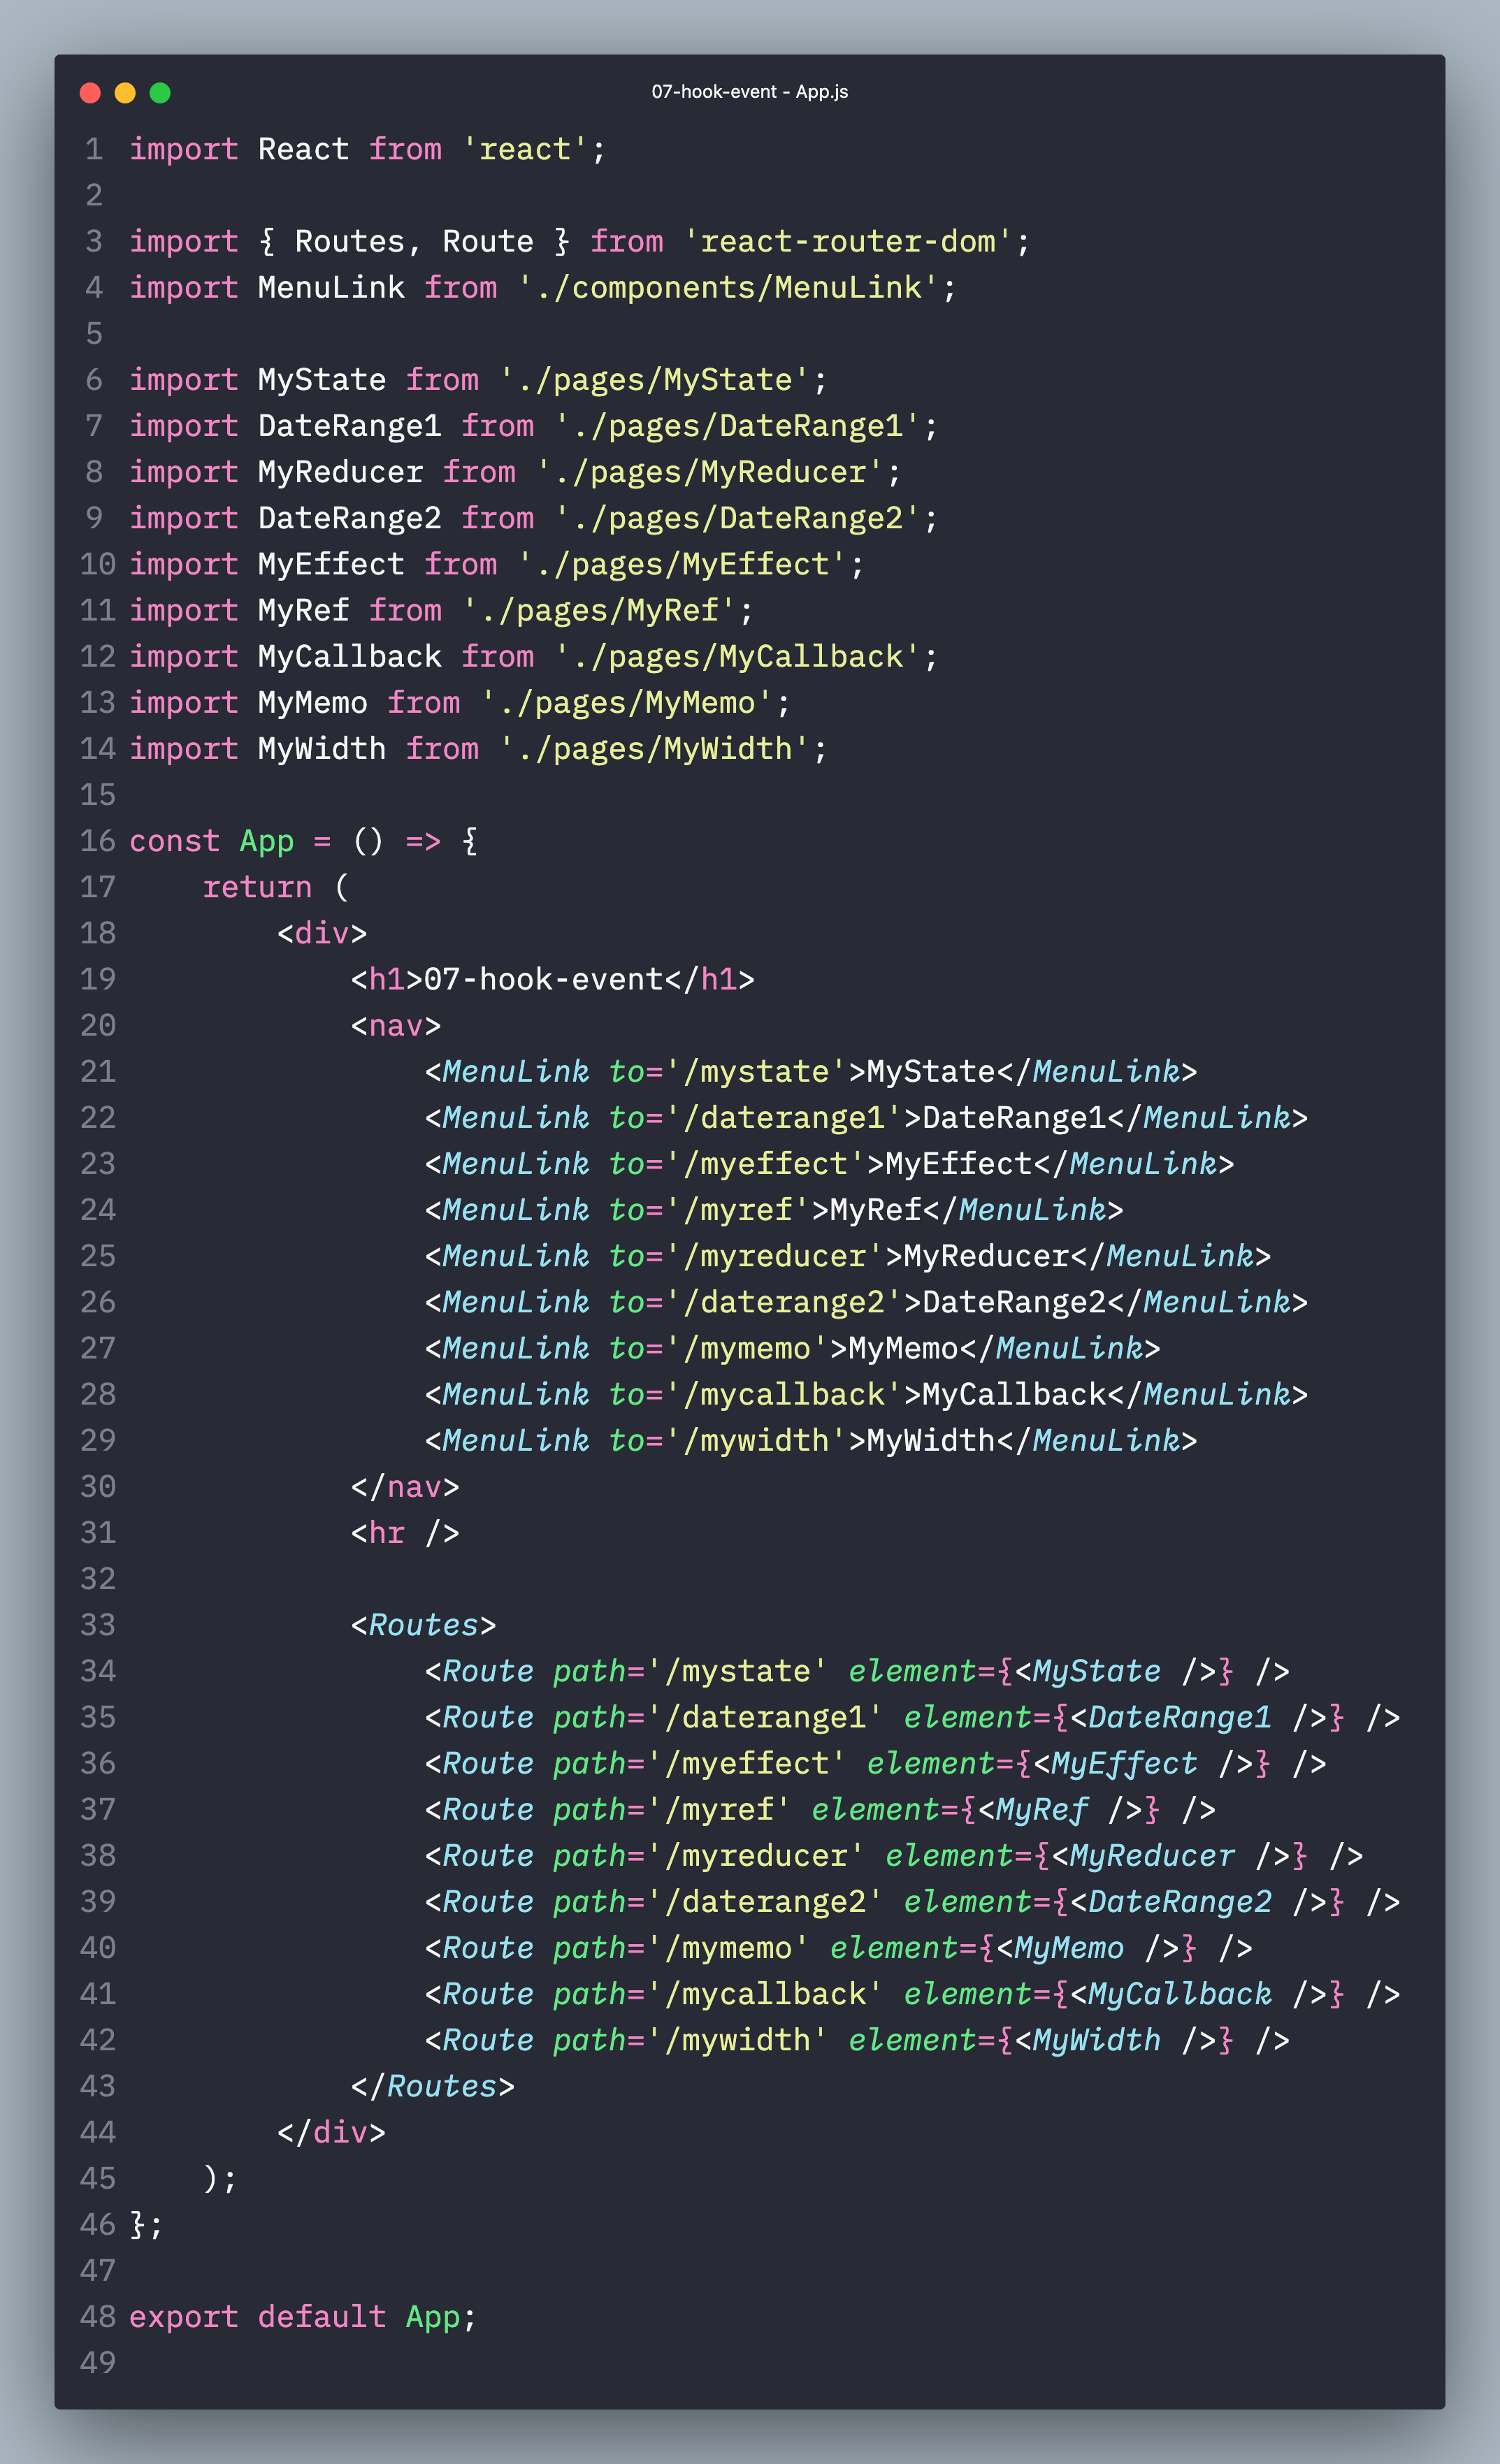 07-hook-event - App.js
1 import React from 'react';
2
3 import { Routes, Route } from 'react-router-dom';
4 import MenuLink from './components/MenuLink';
5
6 import MyState from './pages/MyState';
7 import DateRange1 from './pages/DateRange1';
8 import MyReducer from './pages/MyReducer';
9 import DateRange2 from './pages/DateRange2';
10 import MyEffect from './pages/MyEffect';
11 import MyRef from './pages/MyRef';
12 import MyCallback from './pages/MyCallback';
13 import MyMemo from './pages/MyMemo';
14 import MyWidth from './pages/MyWidth';
15
16 const App = () => {
17     return (
18         <div>
19             <h1>07-hook-event</h1>
20             <nav>
21                 <MenuLink to='/mystate'>MyState</MenuLink>
22                 <MenuLink to='/daterange1'>DateRange1</MenuLink>
23                 <MenuLink to='/myeffect'>MyEffect</MenuLink>
24                 <MenuLink to='/myref'>MyRef</MenuLink>
25                 <MenuLink to='/myreducer'>MyReducer</MenuLink>
26                 <MenuLink to='/daterange2'>DateRange2</MenuLink>
27                 <MenuLink to='/mymemo'>MyMemo</MenuLink>
28                 <MenuLink to='/mycallback'>MyCallback</MenuLink>
29                 <MenuLink to='/mywidth'>MyWidth</MenuLink>
30             </nav>
31             <hr />
32
33             <Routes>
34                 <Route path='/mystate' element={<MyState />} />
35                 <Route path='/daterange1' element={<DateRange1 />} />
36                 <Route path='/myeffect' element={<MyEffect />} />
37                 <Route path='/myref' element={<MyRef />} />
38                 <Route path='/myreducer' element={<MyReducer />} />
39                 <Route path='/daterange2' element={<DateRange2 />} />
40                 <Route path='/mymemo' element={<MyMemo />} />
41                 <Route path='/mycallback' element={<MyCallback />} />
42                 <Route path='/mywidth' element={<MyWidth />} />
43             </Routes>
44         </div>
45     );
46 };
47
48 export default App;
49